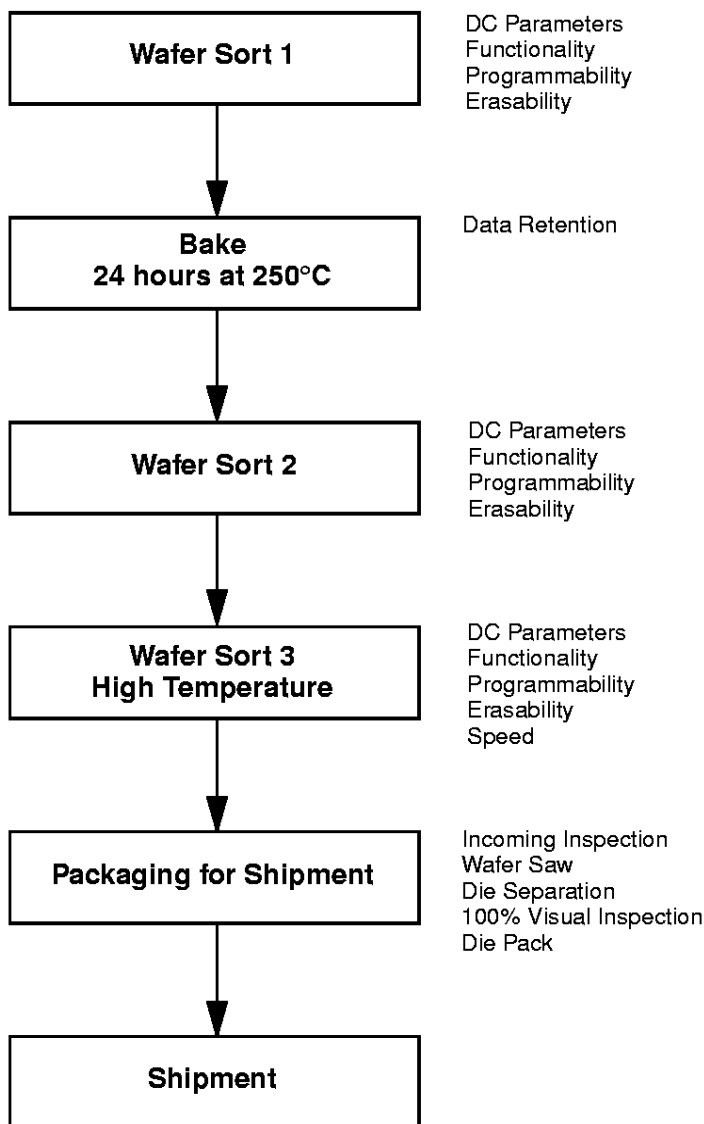 Wafer Sort 1
DC Parameters
Functionality
Programmability
Erasability
Bake
24 hours at 250°C
Data Retention
Wafer Sort 2
DC Parameters
Functionality
Programmability
Erasability
Wafer Sort 3
High Temperature
DC Parameters
Functionality
Programmability
Erasability
Speed
Packaging for Shipment
Incoming Inspection
Wafer Saw
Die Separation
100% Visual Inspection
Die Pack
Shipment